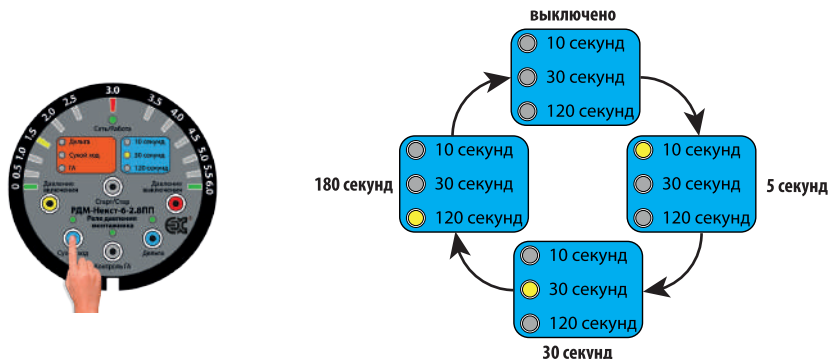 выключено
10 секунд
30 секунд
120 секунд
10 секунд
30 секунд
120 секунд
180 секунд
10 секунд
30 секунд
120 секунд
5 секунд
10 секунд
30 секунд
120 секунд
30 секунд
0 0.5 1.0 1.5 2.0 2.5 3.0 3.5 4.0 4.5 5.0 5.5 6.0
Сеть/Работа
Дельта
Сухой ход
ГА
10 секунд
30 секунд
120 секунд
Давление
включения
Давление
выключения
Старт/Стоп
РДМ-Некст-6-2.8ПП
Реле давления
монтажника
Контроль ГА
Дельта